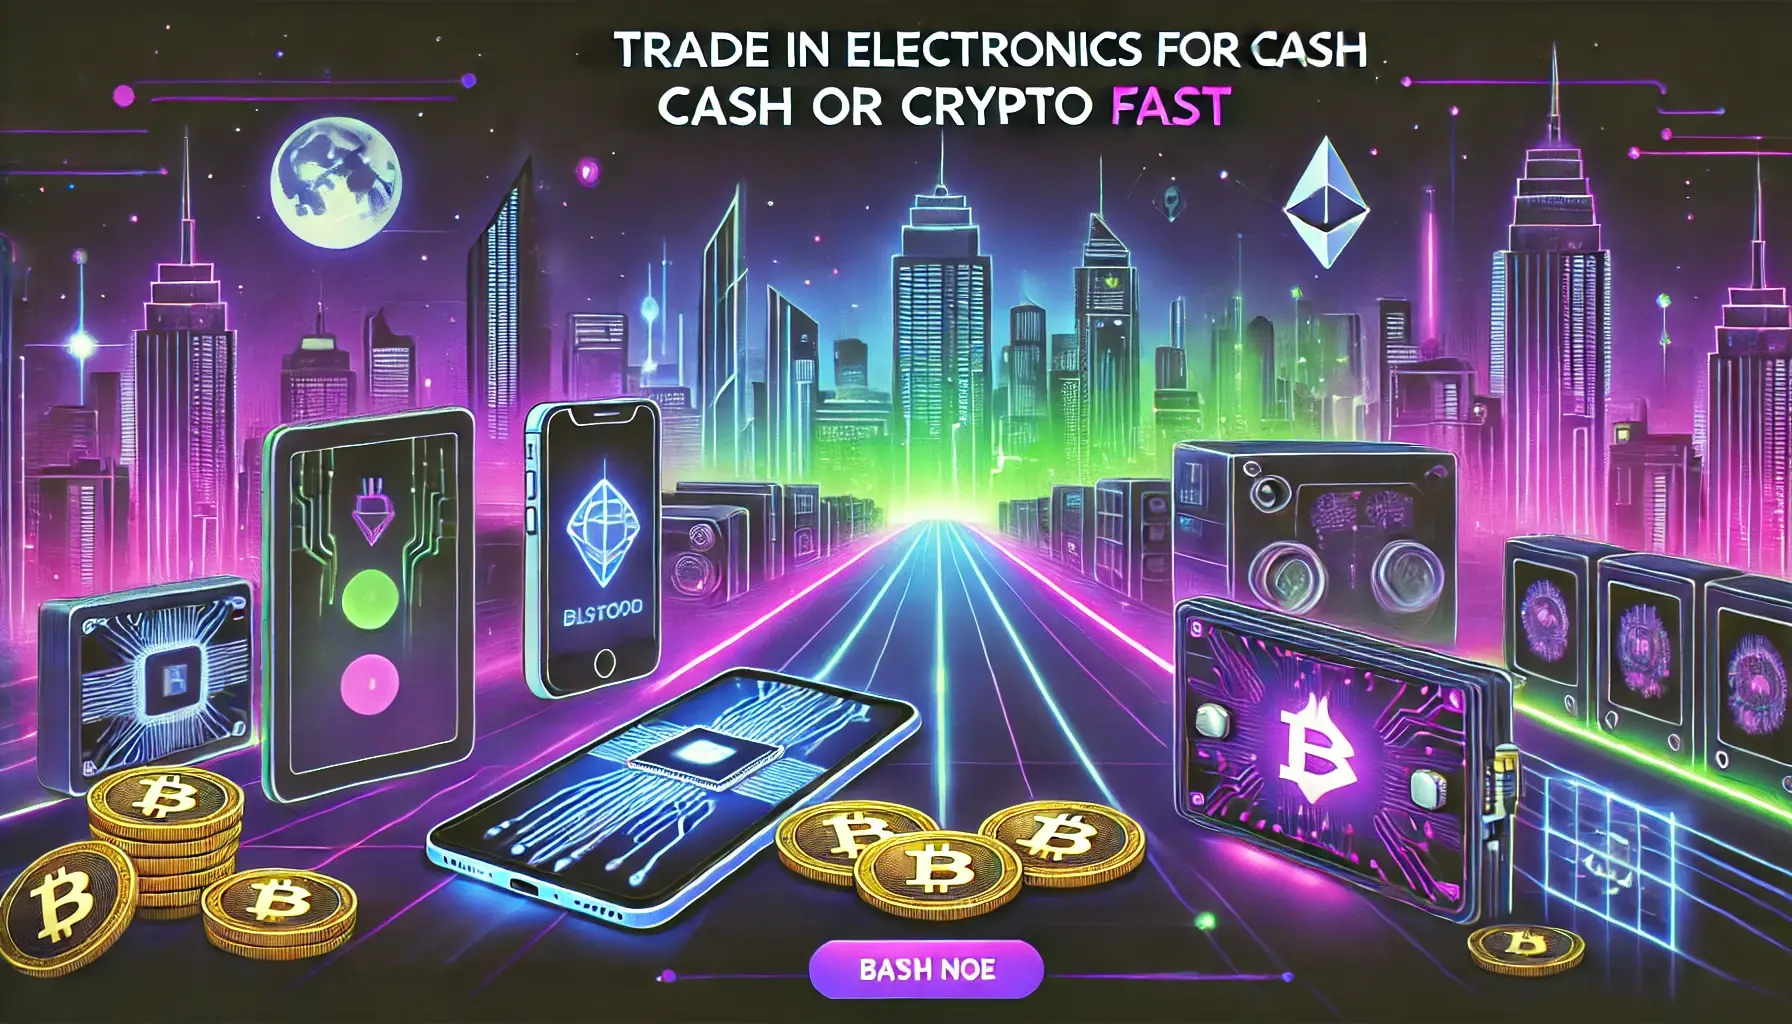 TRADE IN ELECTRONICS FOR CASH
CASH OR CRYPTO FAST
BLSTOOD
BASH NOE